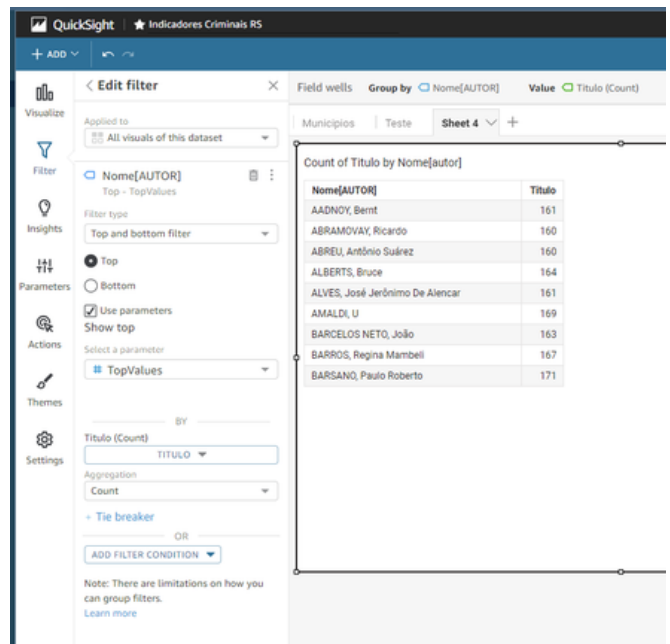 QuickSight
Indicadores Criminais RS
+ ADD
Visualize
Filter
Insights
Parameters
Actions
Themes
Settings
< Edit filter
Applied to
All visuals of this dataset
Nome[AUTOR]
Top - TopValues
Filter type
Top and bottom filter
Top
Bottom
Use parameters
Show top
Select a parameter
# TopValues
BY
Titulo (Count)
TITULO
Aggregation
Count
+ Tie breaker
OR
ADD FILTER CONDITION
Note: There are limitations on how you
can group filters.
Learn more
Field wells Group by Nome[AUTOR] Value Titulo (Count)
Municipios Teste Sheet 4 +
Count of Titulo by Nome[autor]
Nome[AUTOR] Titulo
AADNOY, Bernt 161
ABRAMOVAY, Ricardo 160
ABREU, Antônio Suárez 160
ALBERTS, Bruce 164
ALVES, José Jerônimo De Alencar 161
AMALDI, U 169
BARCELOS NETO, João 163
BARROS, Regina Mambeli 167
BARSANO, Paulo Roberto 171